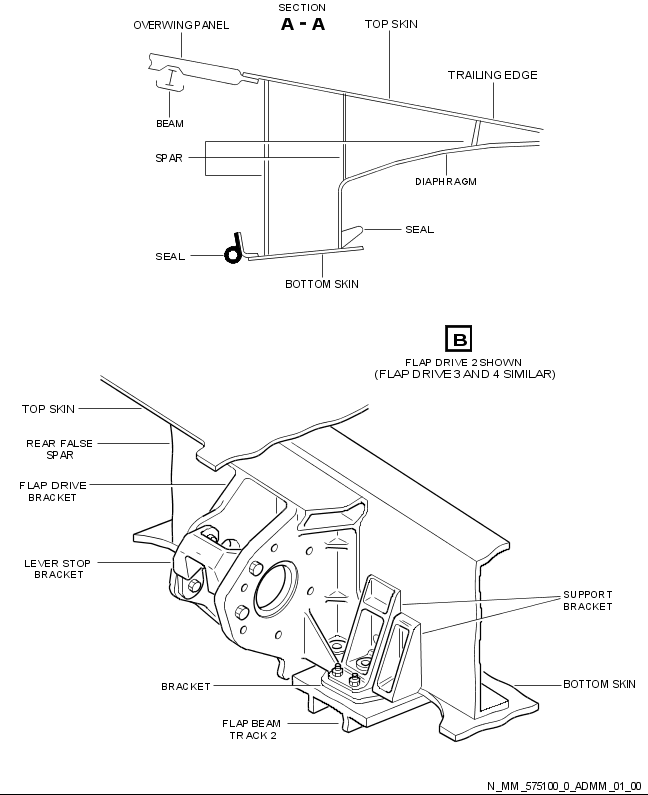 SECTION
A - A
OVERWING PANEL
TOP SKIN
TRAILING EDGE
BEAM
SPAR
DIAPHRAGM
SEAL
SEAL
BOTTOM SKIN
B
FLAP DRIVE 2 SHOWN
(FLAP DRIVE 3 AND 4 SIMILAR)
TOP SKIN
REAR FALSE
SPAR
FLAP DRIVE
BRACKET
LEVER STOP
BRACKET
SUPPORT
BRACKET
BRACKET
BOTTOM SKIN
FLAP BEAM
TRACK 2
N_MM_575100_0_ADMM_01_00